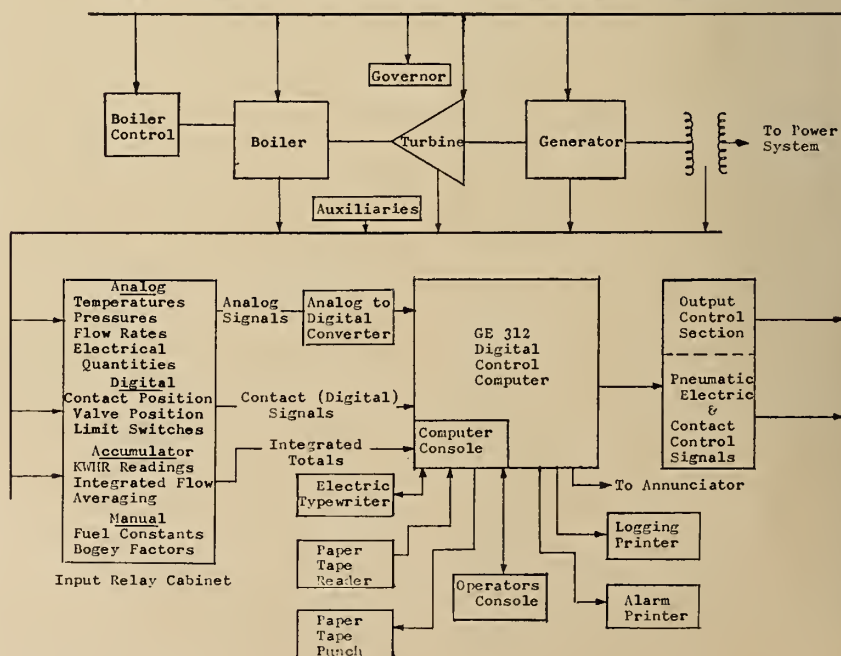 Governor
Boiler
Control
Boiler
Turbine
Generator
To Power
System
Auxiliaries
Analog
Temperatures
Pressures
Flow Rates
Electrical
Quantities
Digital
Contact Position
Valve Position
Limit Switches
Accumulator
KWHR Readings
Integrated Flow
Averaging
Manual
Fuel Constants
Bogey Factors
Input Relay Cabinet
Analog
Signals
Analog to
Digital
Converter
Contact (Digital)
Signals
Integrated
Totals
GE 312
Digital
Control
Computer
Computer
Console
Output
Control
Section
Pneumatic
Electric
&
Contact
Control
Signals
Electric
Typewriter
Paper
Tape
Reader
Paper
Tape
Punch
Operators
Console
To Annunciator
Logging
Printer
Alarm
Printer